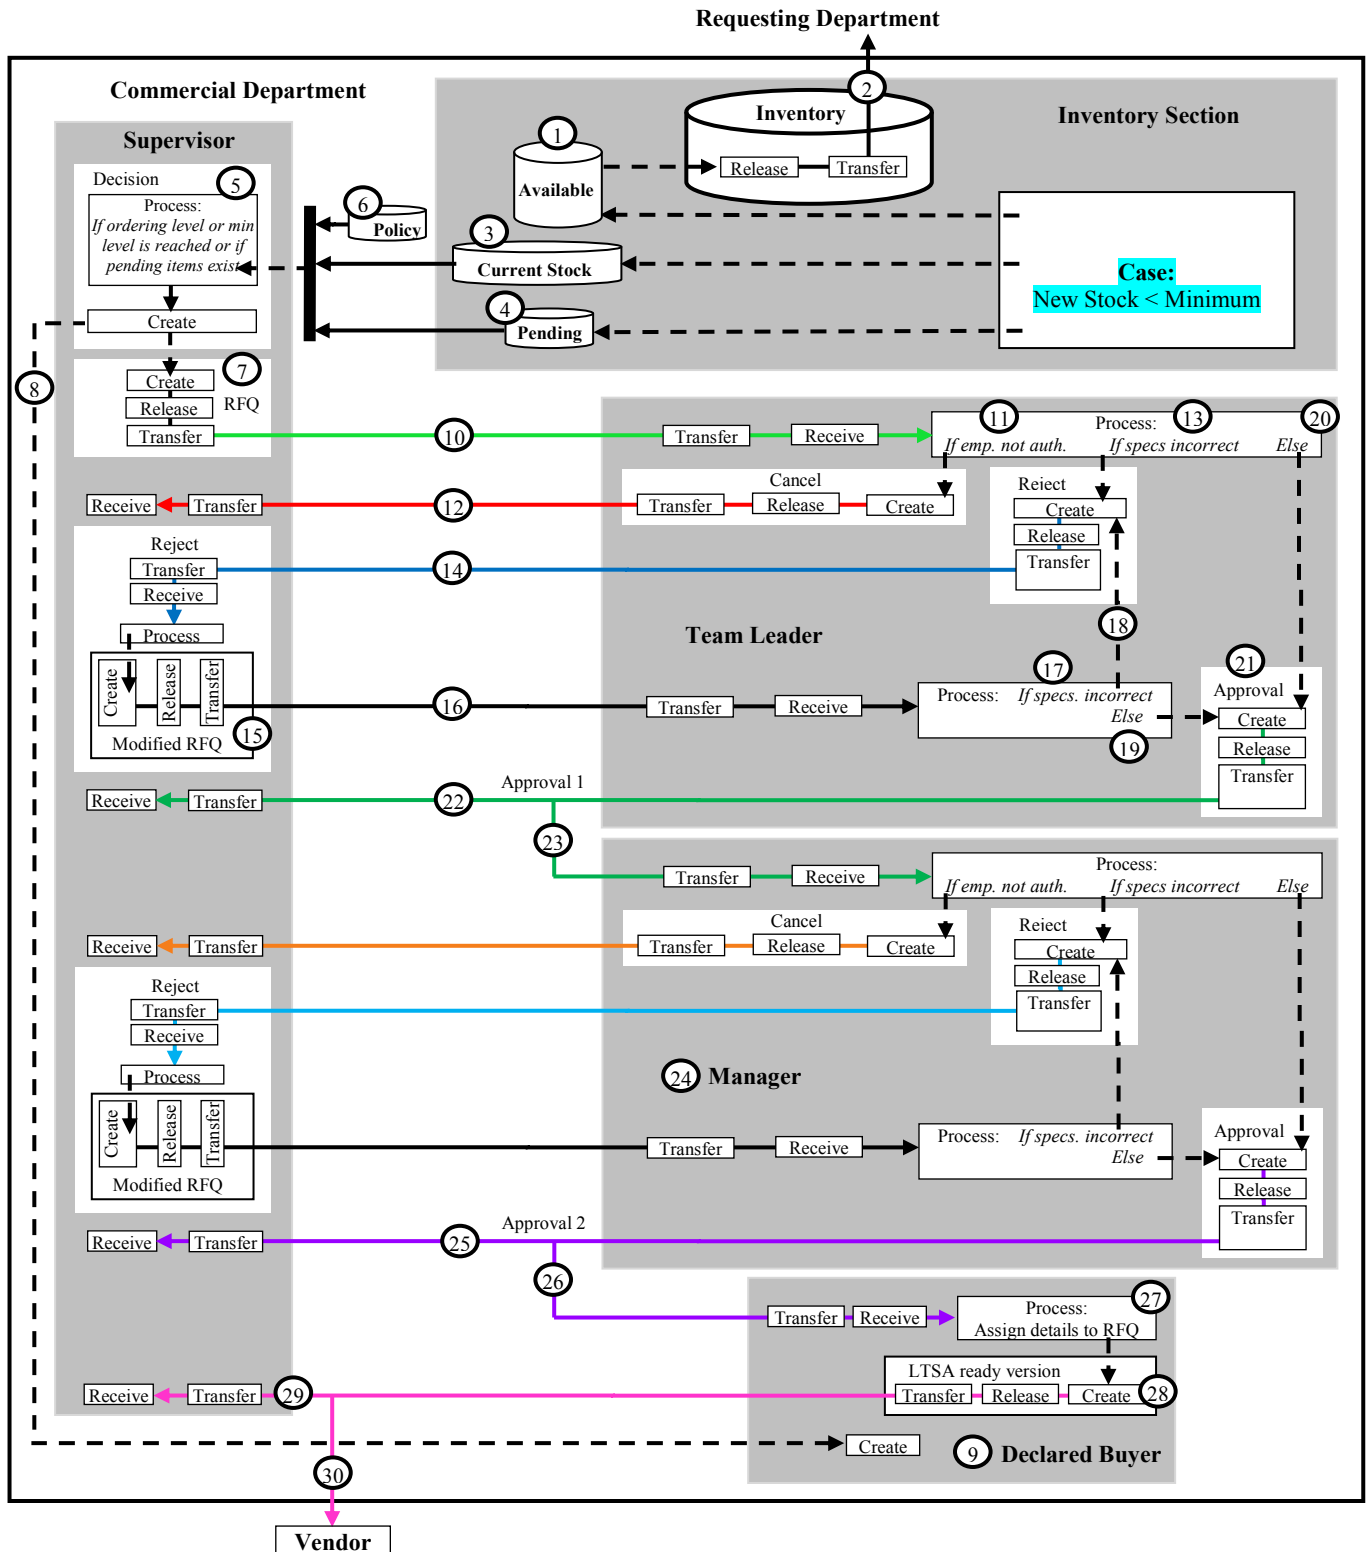 Requesting Department
Commercial Department
2
Inventory
Inventory Section
1
Supervisor
Release
Transfer
Available
Decision
5
Process:
If ordering level or min
level is reached or if
pending items exist
6
Policy
3
Current Stock
Case:
New Stock < Minimum
4
Pending
Create
7
Create
Release
RFQ
Transfer
8
10
Transfer
Receive
11
13
20
Process:
If emp. not auth.
If specs incorrect
Else
Cancel
Reject
Receive
Transfer
12
Transfer
Release
Create
Create
Release
Transfer
Reject
Transfer
14
Receive
Process
18
Team Leader
Create
Release
Transfer
Modified RFQ
15
16
Transfer
Receive
17
Process:
If specs. incorrect
Else
19
21
Approval
Create
Release
Transfer
Receive
Transfer
22
Approval 1
23
Transfer
Receive
Process:
If emp. not auth.
If specs incorrect
Else
Cancel
Reject
Receive
Transfer
Transfer
Release
Create
Create
Release
Transfer
Reject
Transfer
Receive
Process
24
Manager
Create
Release
Transfer
Modified RFQ
Transfer
Receive
Process:
If specs. incorrect
Else
Approval
Create
Release
Transfer
Receive
Transfer
25
Approval 2
26
27
Transfer
Receive
Process:
Assign details to RFQ
LTSA ready version
Receive
Transfer
29
Transfer
Release
Create
28
Create
9
Declared Buyer
30
Vendor